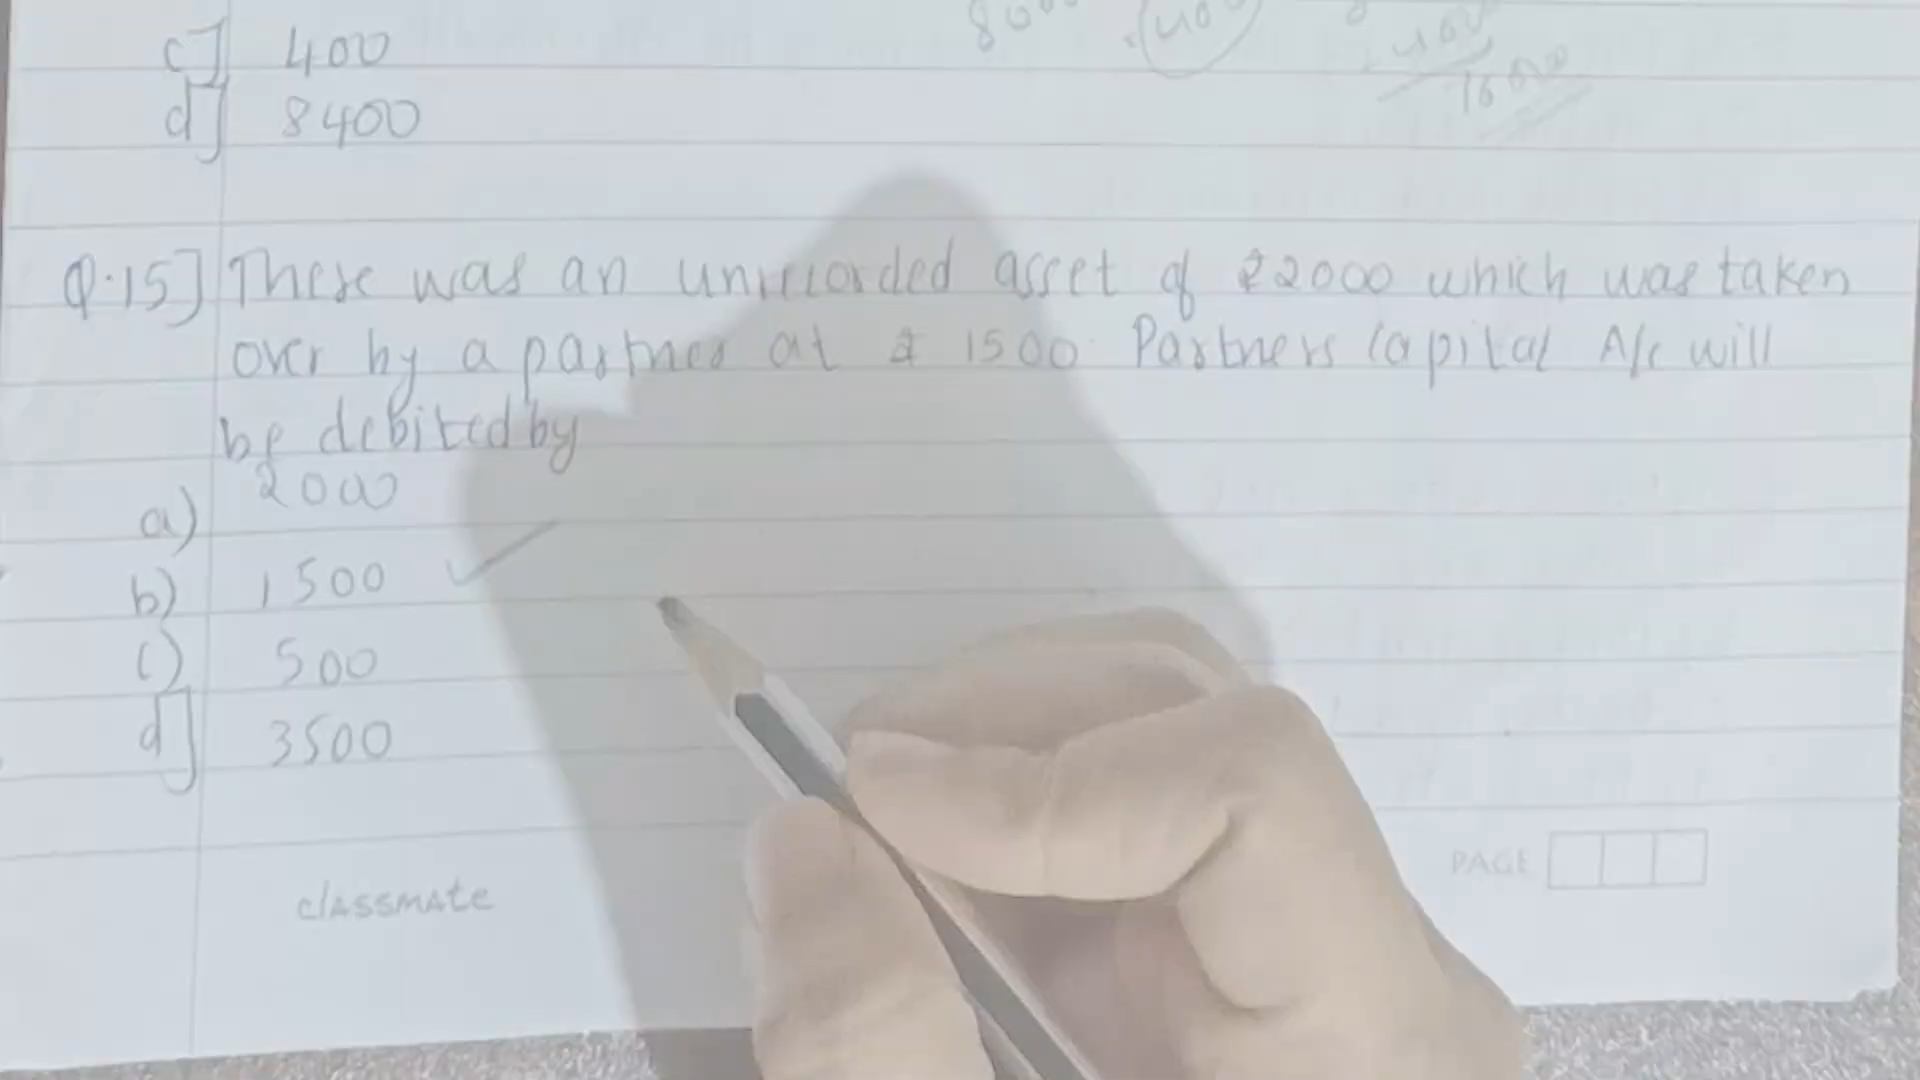 c] 400
d] 8400
Q.15] There was an unrecorded asset of ₹2000 which was taken
over by a partner at ₹ 1500 Partners Capital A/c will
be debited by
a) 2000
b) 1500 ✓
c) 500
d] 3500
classmate
PAGE